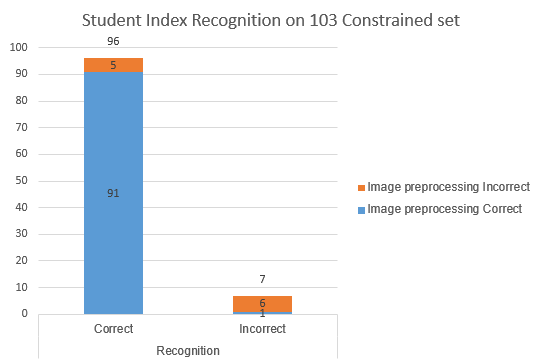 Student Index Recognition on 103 Constrained set
96
100
90
80
70
60
50
40
30
20
10
0
5
91
7
6
1
Correct
Incorrect
Recognition
Image preprocessing Incorrect
Image preprocessing Correct